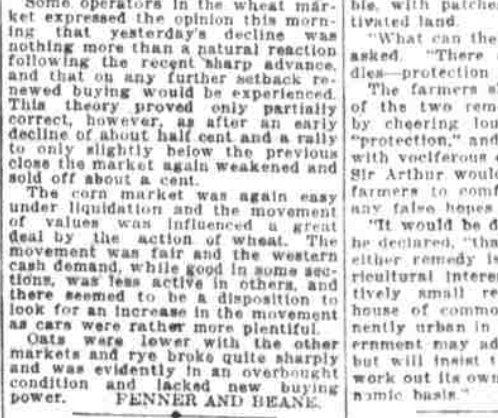 Some operators in the wheat mar-
ket expressed the opinion this morn-
ing that yesterday's decline was
nothing more than a natural reaction
following the recent sharp advance,
and that on any further setback re-
newed buying would be experienced.
This theory proved only partially
correct, however, as after an early
decline of about half cent and a rally
to only slightly below the previous
close the market again weakened and
sold off about a cent.
The corn market was again easy
under liquidation and the movement
of values was influenced a great
deal by the action of wheat. The
movement was fair and the western
cash demand, while good in some sec-
tions, was less active in others, and
there seemed to be a disposition to
look for an increase in the movement
as cars were rather more plentiful.
Oats were lower with the other
markets and rye broke quite sharply
and was evidently in an overbought
condition and lacked new buying
power. FENNER AND BEANE.
ble, with patche
tivated land.
"What can the
asked. "There
dies—protection
The farmers s
of the two rem
by cheering lou
"protection," and
with vociferous
Sir Arthur woul
farmers to com
any false hopes
"It would be d
he declared, "tha
either remedy is
ricultural interes
tively small re
house of commo
nently urban in
ernment may ad
but will insist t
work out its own
nomic basis."